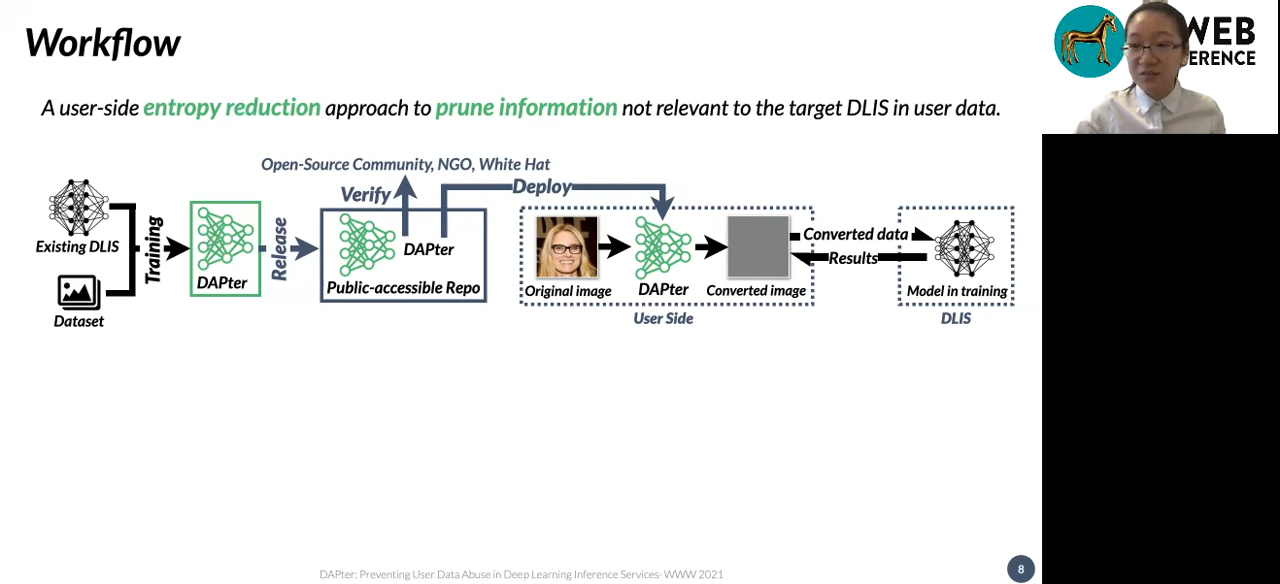 Workflow
WEB
ERENCE
A user-side entropy reduction approach to prune information not relevant to the target DLIS in user data.
Open-Source Community, NGO, White Hat
Verify
Deploy
Existing DLIS
Training
DAPter
Release
DAPter
Public-accessible Repo
Original image
DAPter
Converted image
Converted data
Results
Model in training
Dataset
User Side
DLIS
DAPter: Preventing User Data Abuse in Deep Learning Inference Services- WWW 2021
8